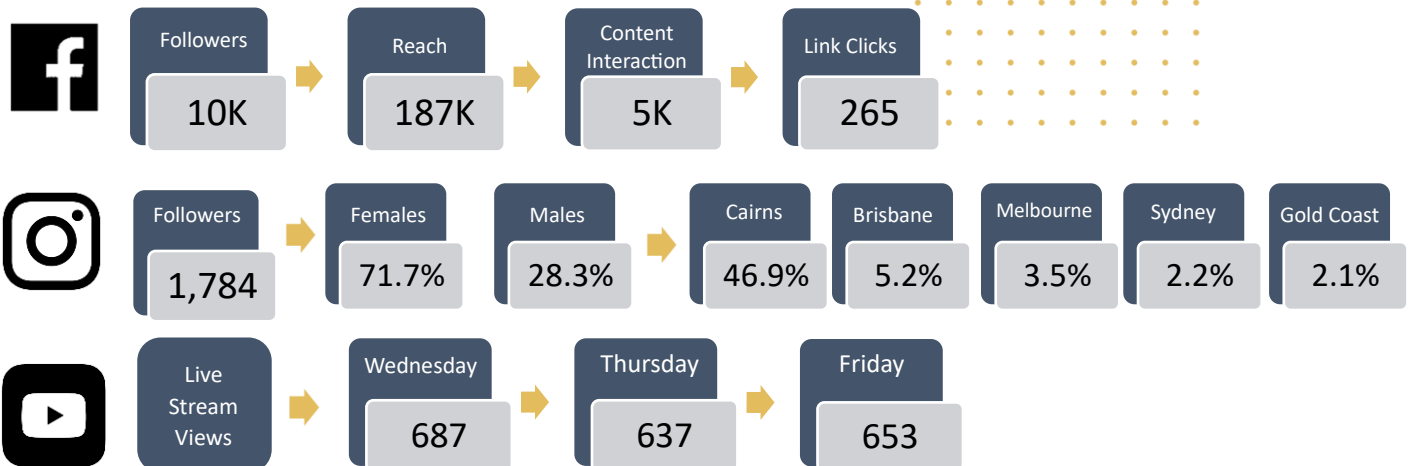 Followers
10K
Reach
187K
Content
Interaction
5K
Link Clicks
265
Followers
1,784
Females
71.7%
Males
28.3%
Cairns
46.9%
Brisbane
5.2%
Melbourne
3.5%
Sydney
2.2%
Gold Coast
2.1%
Live
Stream
Views
Wednesday
687
Thursday
637
Friday
653